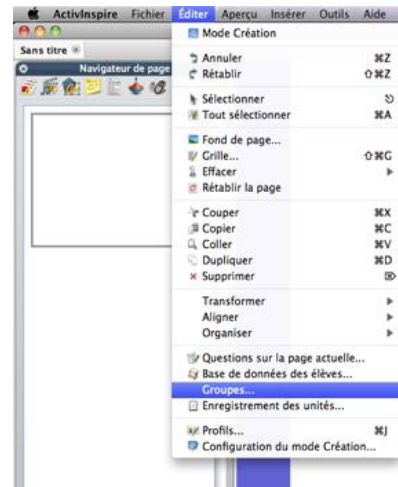 ActivInspire Fichier Éditer Aperçu Insérer Outils Aide
Sans titre
Navigateur de page
Mode Création
Annuler ⌘Z
Rétablir ⇧⌘Z
Sélectionner
Tout sélectionner ⌘A
Fond de page...
Grille... ⇧⌘G
Effacer
Rétablir la page
Couper ⌘X
Copier ⌘C
Coller ⌘V
Dupliquer ⌘D
Supprimer ⌦
Transformer
Aligner
Organiser
Questions sur la page actuelle...
Base de données des élèves...
Groupes...
Enregistrement des unités...
Profils... ⌘J
Configuration du mode Création...